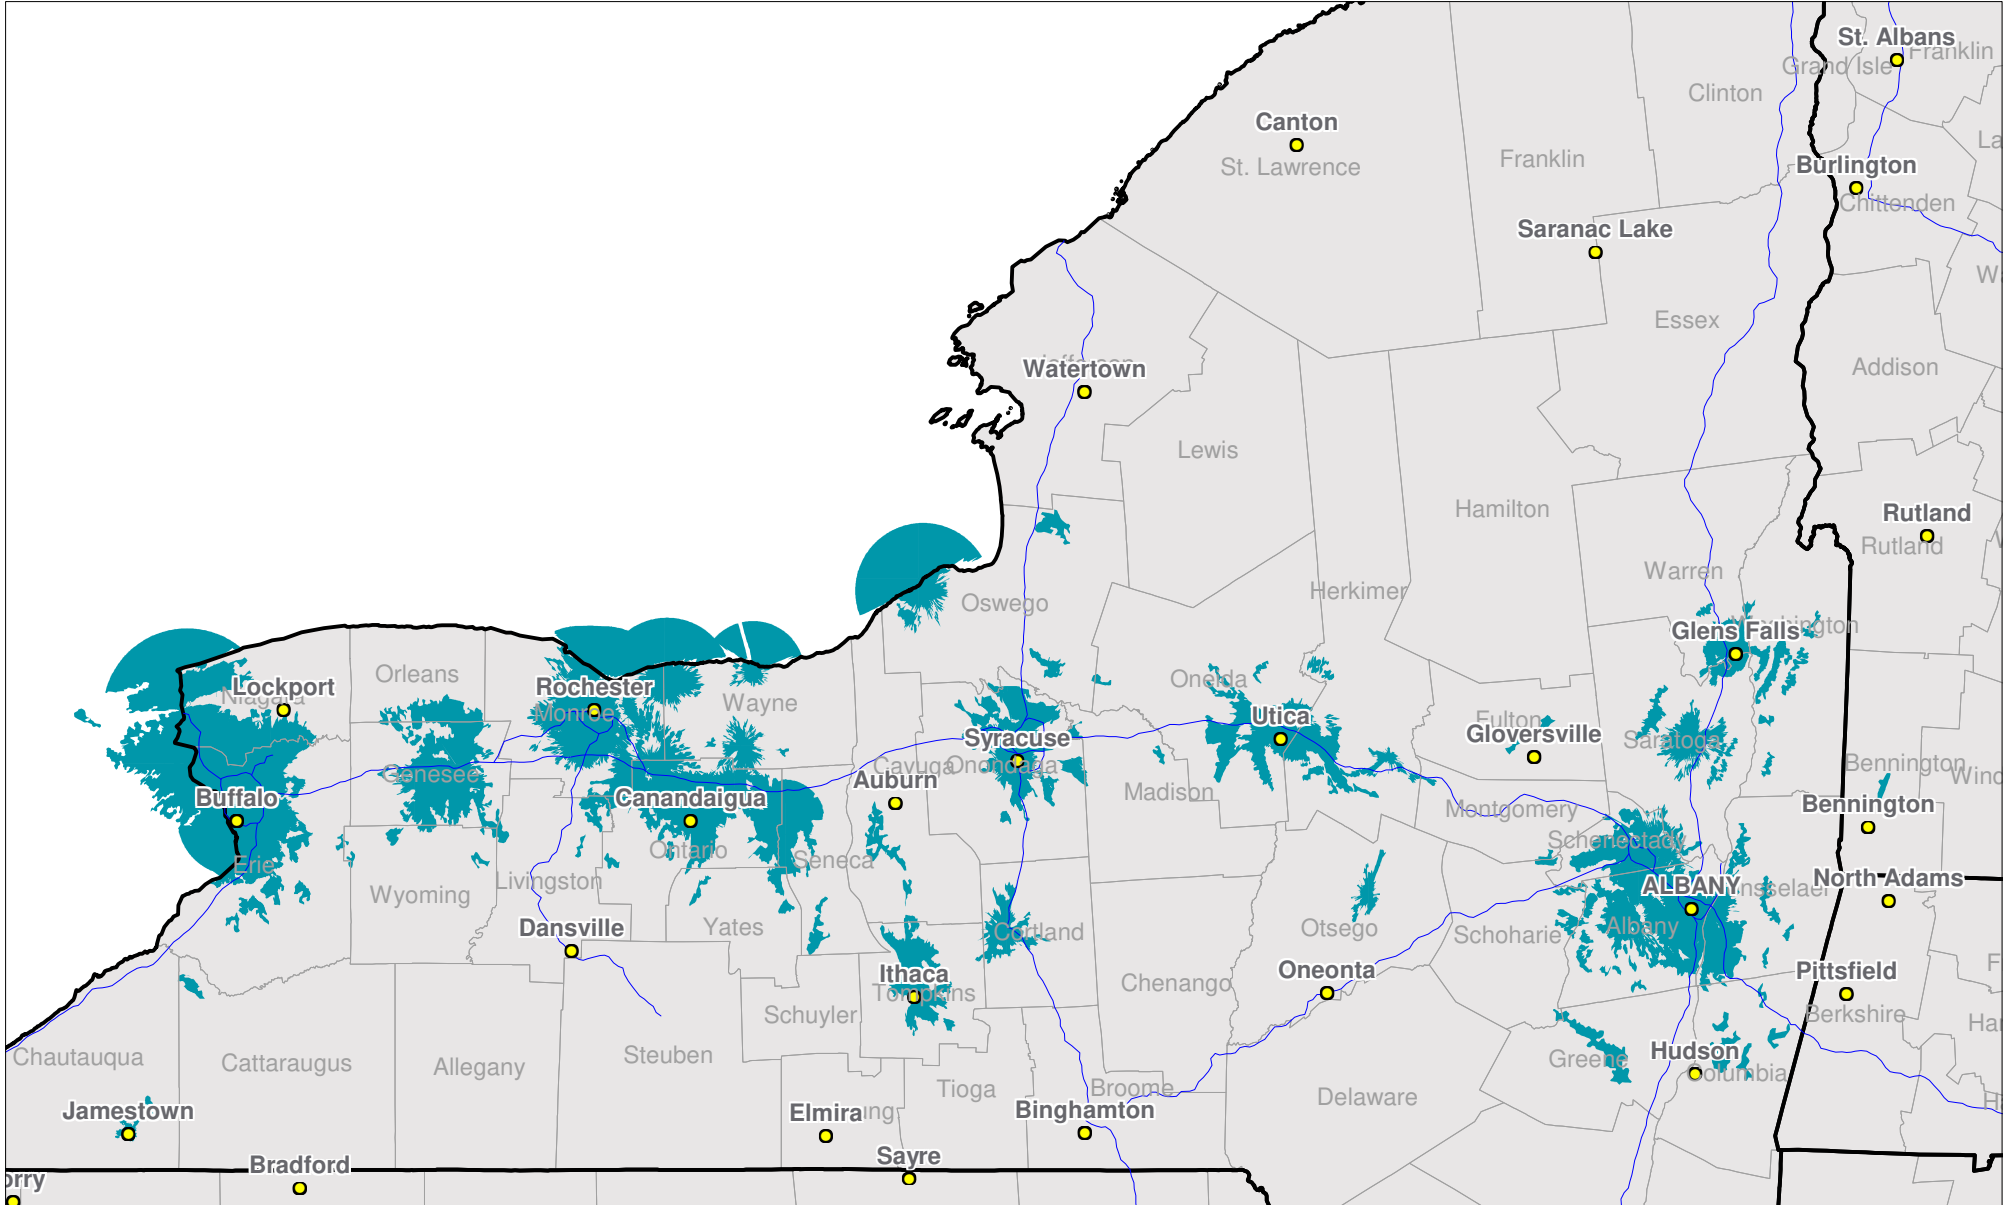 St. Albans
Franklin
Grand Isle
Clinton
Canton
St. Lawrence
Franklin
Burlington
Chittenden
Saranac Lake
Essex
Watertown
Addison
Lewis
Hamilton
Rutland
Rutland
Warren
Herkimer
Oswego
Washington
Glens Falls
Orleans
Oneida
Lockport
Niagara
Rochester
Monroe
Wayne
Utica
Fulton
Gloversville
Syracuse
Saratoga
Cayuga
Onondaga
Genesee
Auburn
Bennington
Buffalo
Canandaigua
Madison
Montgomery
Bennington
Erie
Ontario
Seneca
Schenectady
Wyoming
Livingston
ALBANY
North Adams
Dansville
Yates
Cortland
Otsego
Schoharie
Albany
Ithaca
Tompkins
Chenango
Oneonta
Pittsfield
Schuyler
Berkshire
Chautauqua
Cattaraugus
Allegany
Steuben
Greene
Hudson
Columbia
Tioga
Broome
Delaware
Jamestown
Elmira
Binghamton
Bradford
Sayre